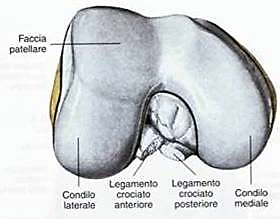 Faccia
patellare
Condilo
laterale
Legamento
crociato
anteriore
Legamento
crociato
posteriore
Condilo
mediale